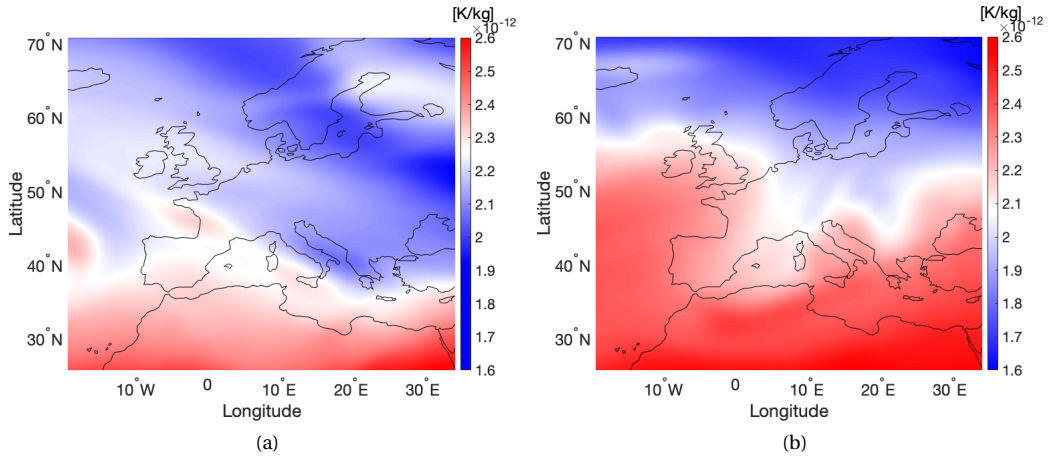 [K/kg]
×10⁻¹²
70° N
60° N
50° N
40° N
30° N
Latitude
10° W
0
10° E
20° E
30° E
Longitude
2.6
2.5
2.4
2.3
2.2
2.1
2
1.9
1.8
1.7
1.6
(a)
[K/kg]
×10⁻¹²
70° N
60° N
50° N
40° N
30° N
Latitude
10° W
0
10° E
20° E
30° E
Longitude
2.6
2.5
2.4
2.3
2.2
2.1
2
1.9
1.8
1.7
1.6
(b)